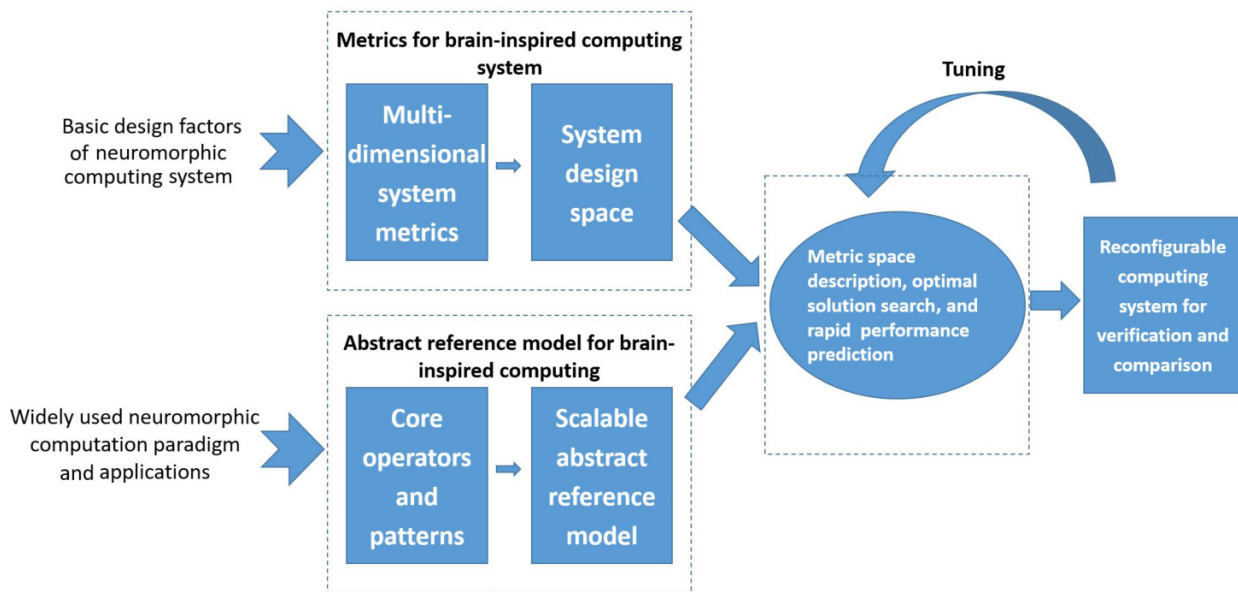 Metrics for brain-inspired computing
system
Basic design factors
of neuromorphic
computing system
Multi-
dimensional
system
metrics
System
design
space
Abstract reference model for brain-
inspired computing
Widely used neuromorphic
computation paradigm
and applications
Core
operators
and
patterns
Scalable
abstract
reference
model
Tuning
Metric space
description, optimal
solution search, and
rapid performance
prediction
Reconfigurable
computing
system for
verification and
comparison